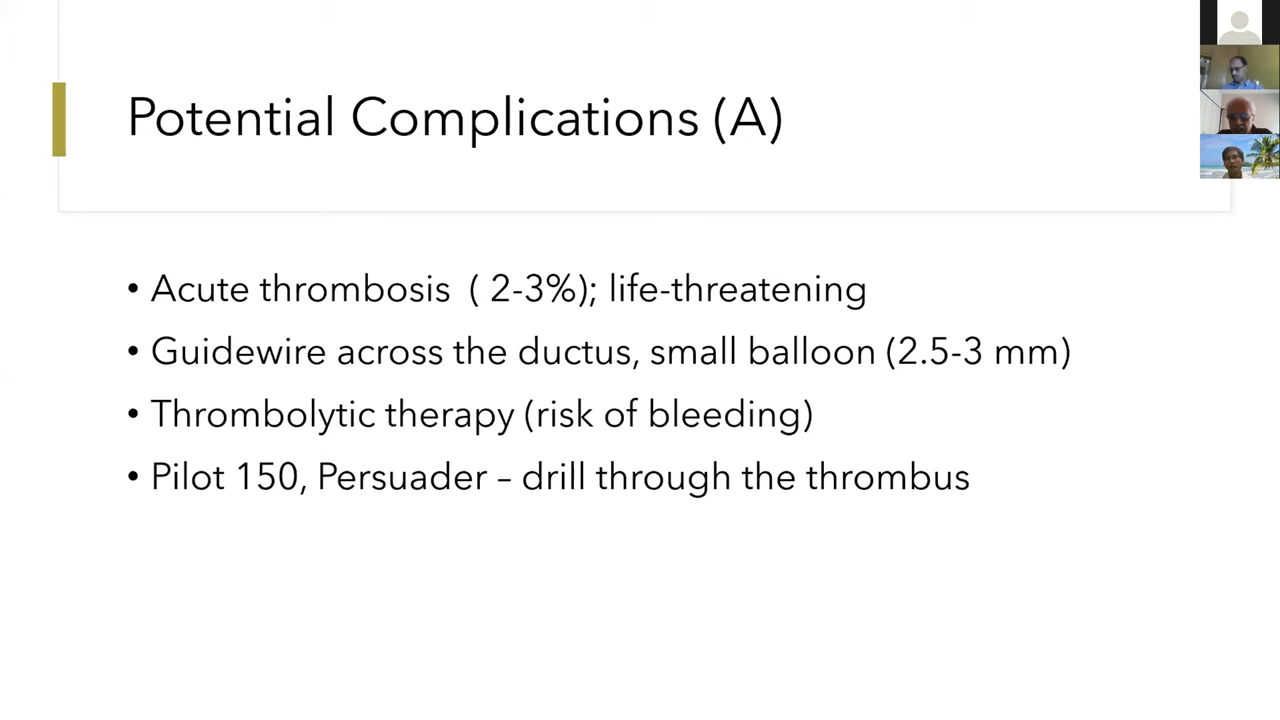 Potential Complications (A)
• Acute thrombosis  ( 2-3%); life-threatening
• Guidewire across the ductus, small balloon (2.5-3 mm)
• Thrombolytic therapy (risk of bleeding)
• Pilot 150, Persuader – drill through the thrombus